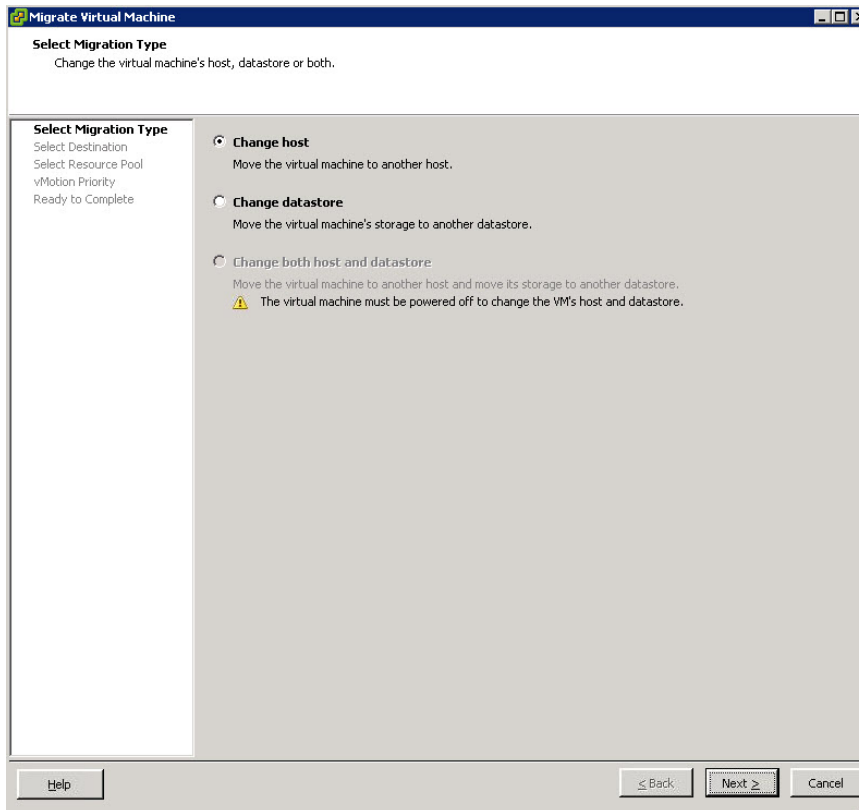 Migrate Virtual Machine
Select Migration Type
Change the virtual machine's host, datastore or both.
Select Migration Type
Select Destination
Select Resource Pool
vMotion Priority
Ready to Complete
Change host
Move the virtual machine to another host.
Change datastore
Move the virtual machine's storage to another datastore.
Change both host and datastore
Move the virtual machine to another host and move its storage to another datastore.
The virtual machine must be powered off to change the VM's host and datastore.
Help
< Back
Next >
Cancel